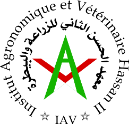 Institut Agronomique et Vétérinaire Hassan II
معهد الحسن الثاني للزراعة والبيطرة
IAV